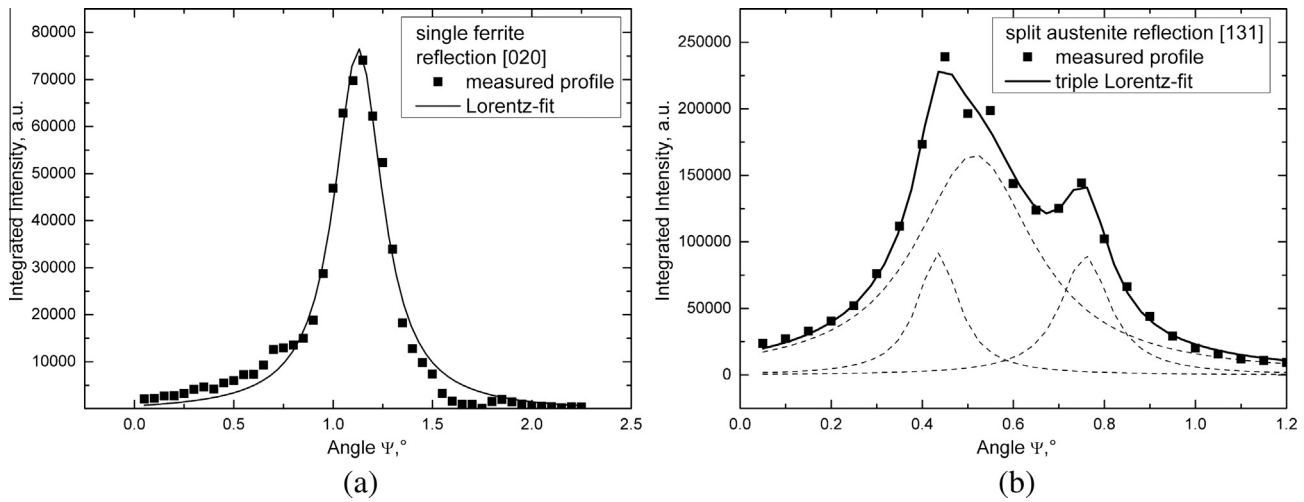 80000
70000
60000
50000
40000
30000
20000
10000
0
Integrated Intensity, a.u.
single ferrite
reflection [020]
measured profile
Lorentz-fit
0.0 0.5 1.0 1.5 2.0 2.5
Angle Ψ,°
(a)
250000
200000
150000
100000
50000
0
Integrated Intensity, a.u.
split austenite reflection [131]
measured profile
triple Lorentz-fit
0.0 0.2 0.4 0.6 0.8 1.0 1.2
Angle Ψ,°
(b)